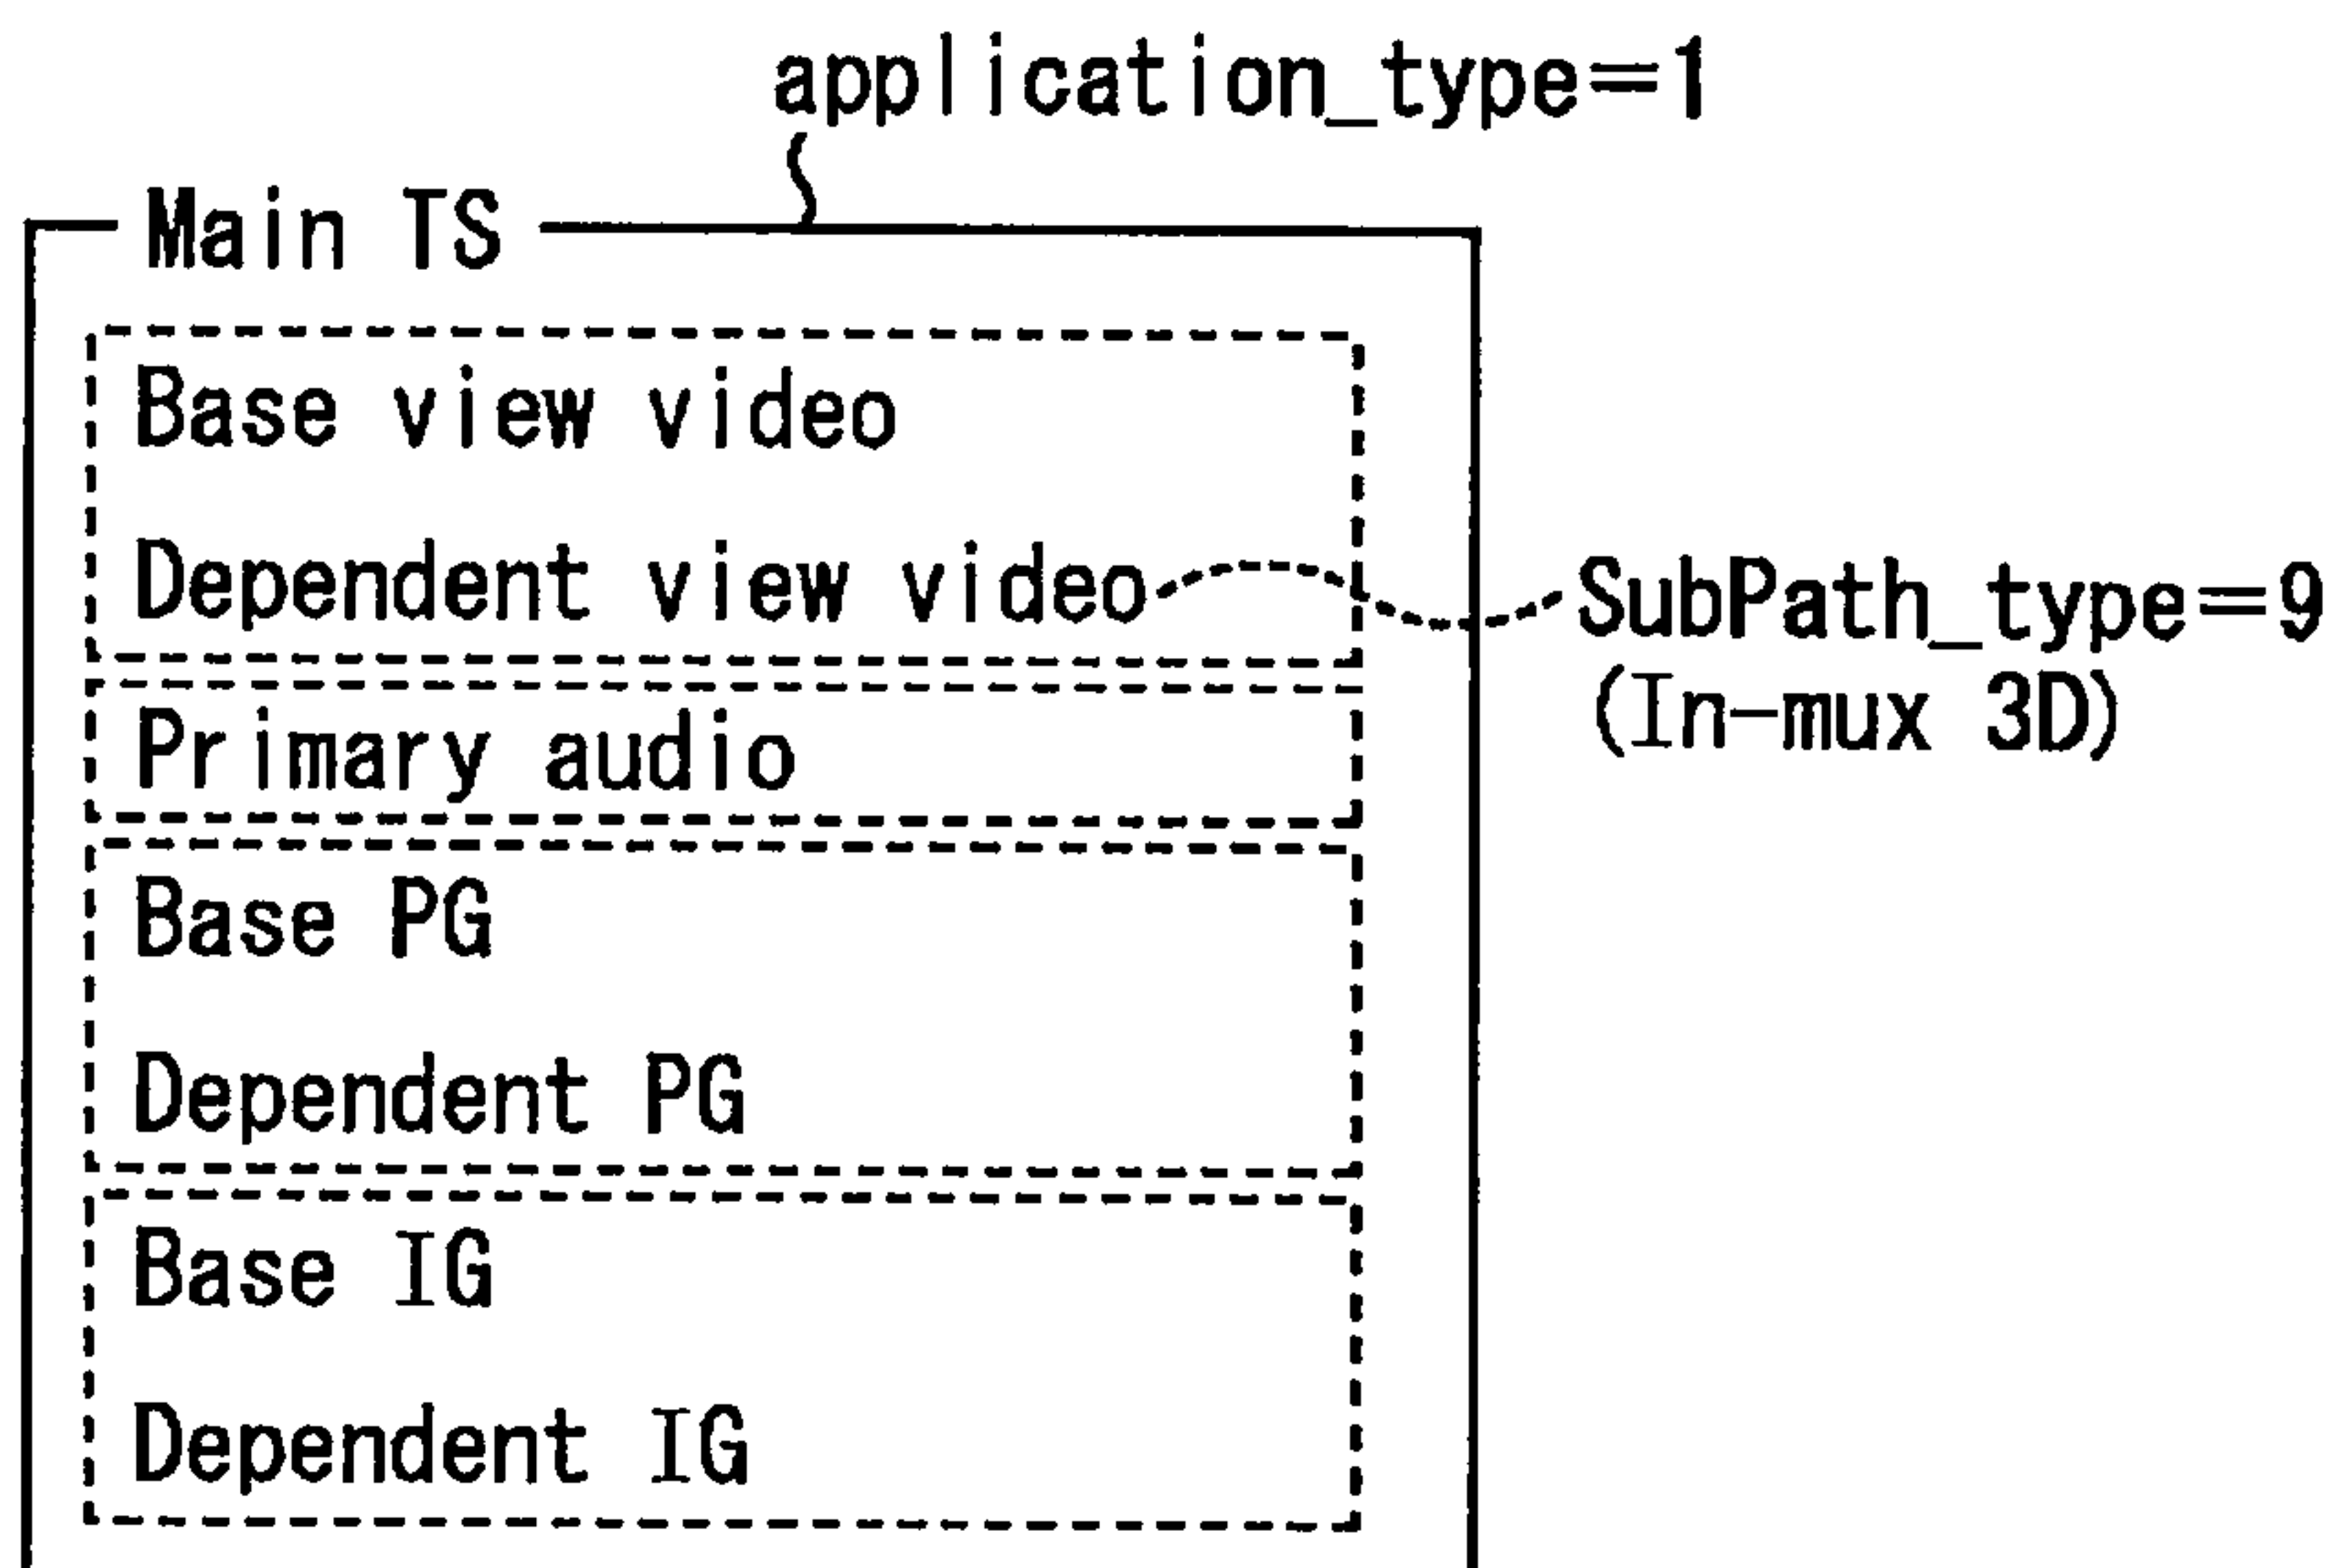 application_type=1
Main TS
Base view video
Dependent view video
SubPath_type=9
(In-mux 3D)
Primary audio
Base PG
Dependent PG
Base IG
Dependent IG